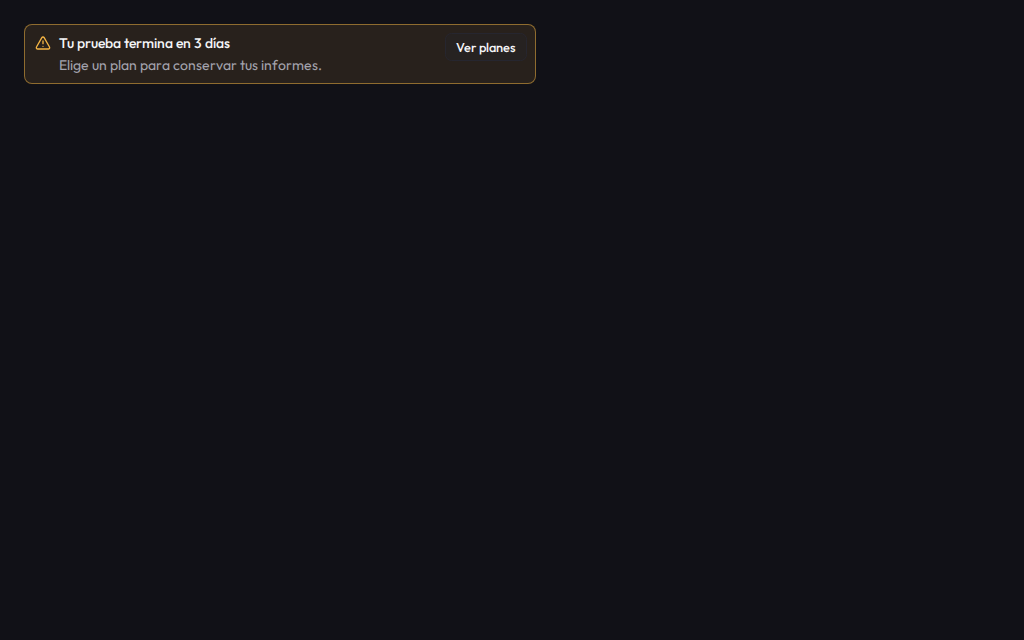 Tu prueba termina en 3 días
Ver planes
Elige un plan para conservar tus informes.